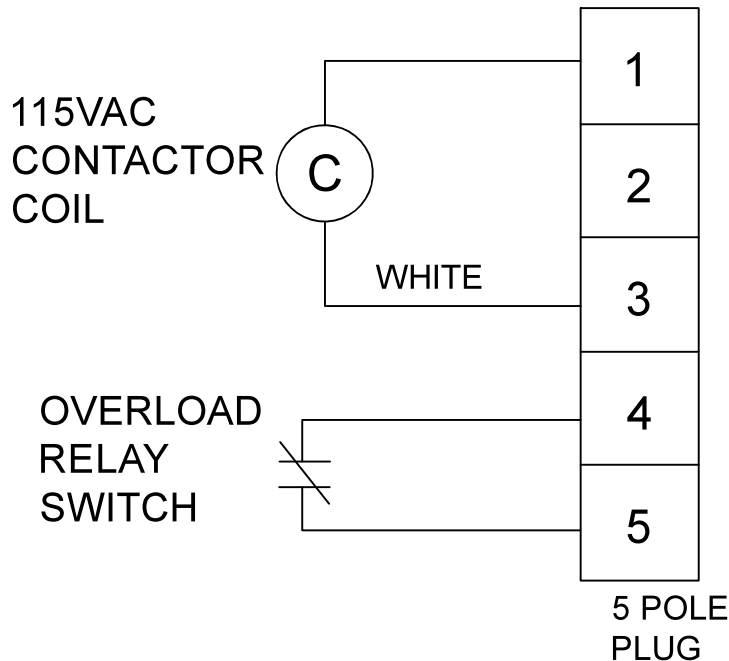 115VAC
CONTACTOR
COIL
C
WHITE
1
2
3
OVERLOAD
RELAY
SWITCH
4
5
5 POLE
PLUG